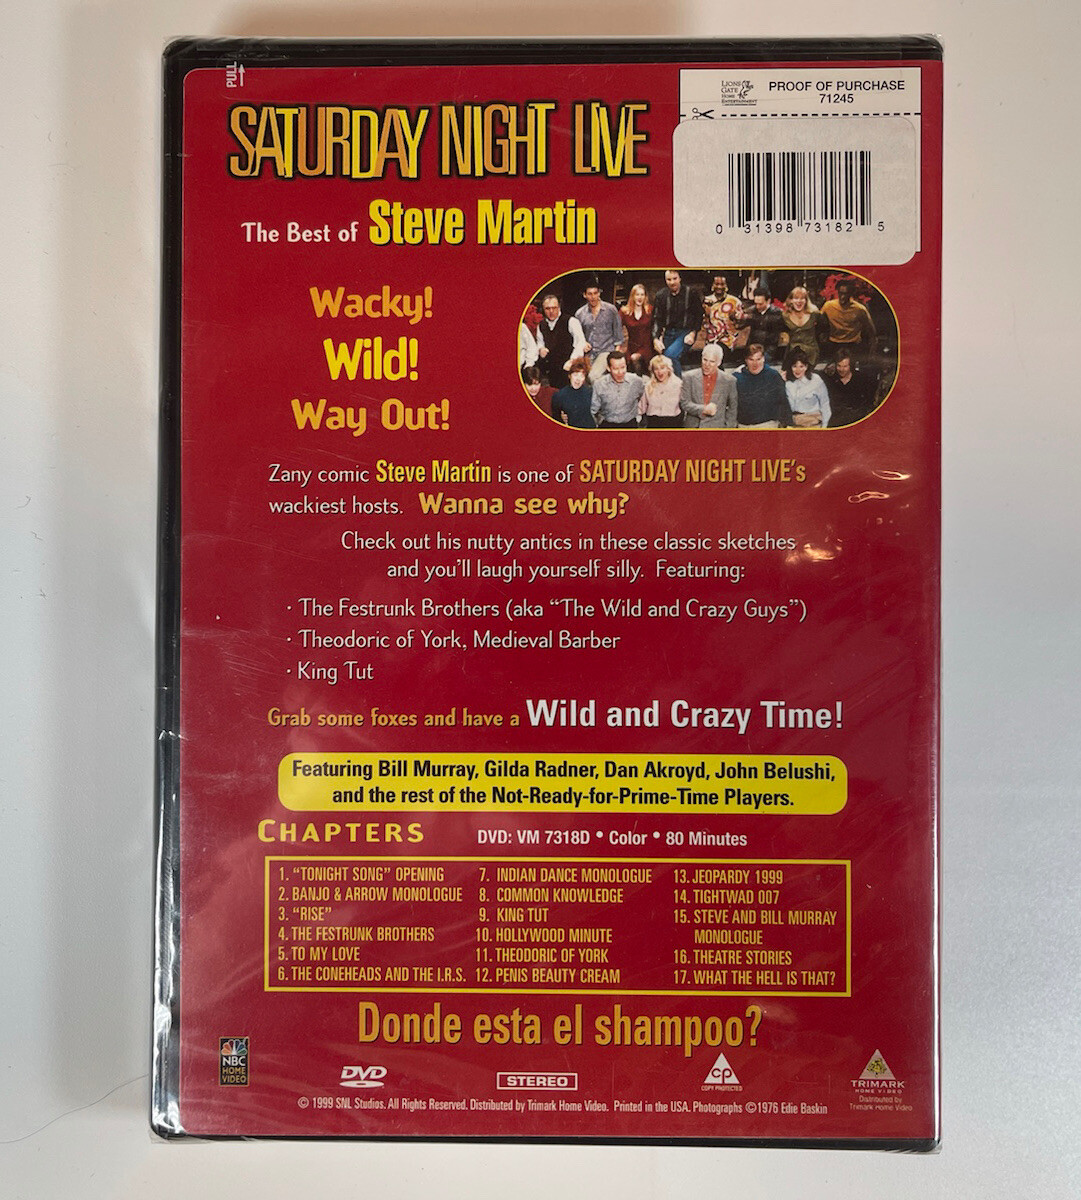 PULL
SATURDAY NIGHT LIVE
The Best of Steve Martin
LIONS
GATE
HOME
ENTERTAINMENT
PROOF OF PURCHASE
71245
0 31398 73182 5
Wacky!
Wild!
Way Out!
Zany comic Steve Martin is one of SATURDAY NIGHT LIVE's
wackiest hosts. Wanna see why?
Check out his nutty antics in these classic sketches
and you'll laugh yourself silly. Featuring:
· The Festrunk Brothers (aka "The Wild and Crazy Guys")
· Theodoric of York, Medieval Barber
· King Tut
Grab some foxes and have a Wild and Crazy Time!
Featuring Bill Murray, Gilda Radner, Dan Akroyd, John Belushi,
and the rest of the Not-Ready-for-Prime-Time Players.
CHAPTERS DVD: VM 7318D • Color • 80 Minutes
1. "TONIGHT SONG" OPENING
2. BANJO & ARROW MONOLOGUE
3. "RISE"
4. THE FESTRUNK BROTHERS
5. TO MY LOVE
6. THE CONEHEADS AND THE I.R.S.
7. INDIAN DANCE MONOLOGUE
8. COMMON KNOWLEDGE
9. KING TUT
10. HOLLYWOOD MINUTE
11. THEODORIC OF YORK
12. PENIS BEAUTY CREAM
13. JEOPARDY 1999
14. TIGHTWAD 007
15. STEVE AND BILL MURRAY
MONOLOGUE
16. THEATRE STORIES
17. WHAT THE HELL IS THAT?
Donde esta el shampoo?
NBC
HOME
VIDEO
DVD
STEREO
cp
COPY PROTECTED
TRIMARK
HOME VIDEO
Distributed by
Trimark Home Video
© 1999 SNL Studios. All Rights Reserved. Distributed by Trimark Home Video. Printed in the USA. Photographs ©1976 Edie Baskin